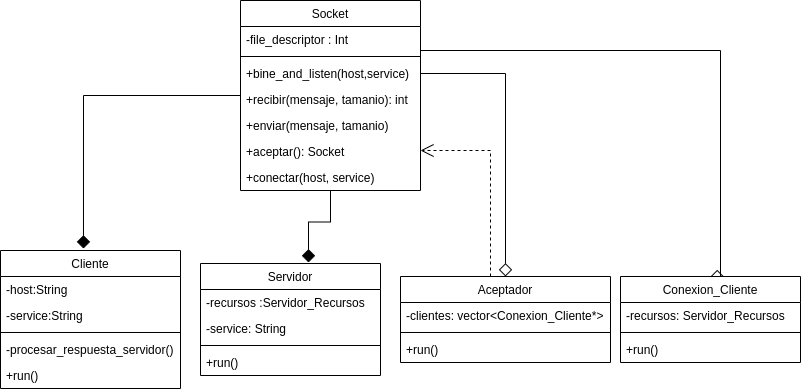 Socket
-file_descriptor : Int
+bine_and_listen(host,service)
+recibir(mensaje, tamanio): int
+enviar(mensaje, tamanio)
+aceptar(): Socket
+conectar(host, service)
Cliente
-host:String
-service:String
-procesar_respuesta_servidor()
+run()
Servidor
-recursos :Servidor_Recursos
-service: String
+run()
Aceptador
-clientes: vector<Conexion_Cliente*>
+run()
Conexion_Cliente
-recursos: Servidor_Recursos
+run()